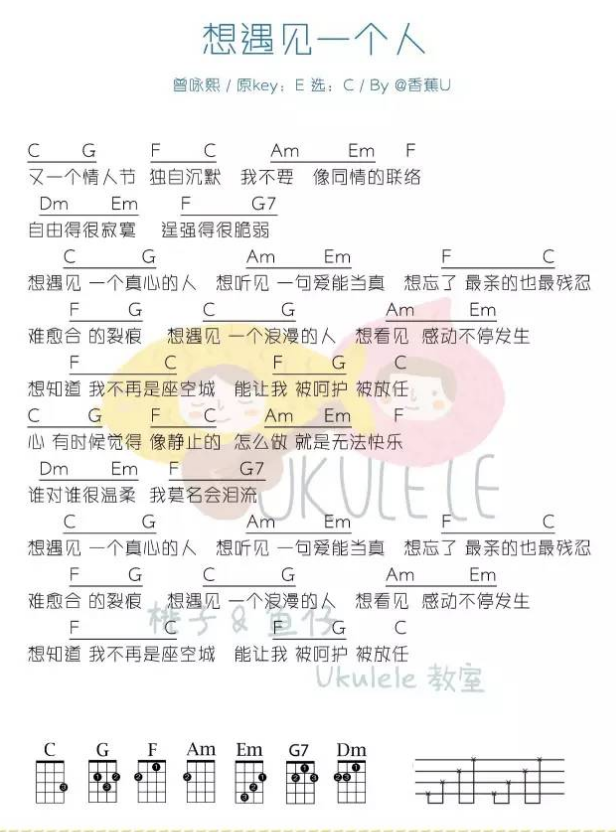 想遇见一个人
曾咏熙 / 原key：E 选：C / By @香蕉U
C G F C Am Em F
又一个情人节 独自沉默 我不要 像同情的联络
Dm Em F G7
自由得很寂寞 逞强得很脆弱
C G Am Em F C
想遇见 一个真心的人 想听见 一句爱能当真 想忘了 最亲的也最残忍
F G C G Am Em
难愈合 的裂痕 想遇见 一个浪漫的人 想看见 感动不停发生
F C F G C
想知道 我不再是座空城 能让我 被呵护 被放任
C G F C Am Em F
心 有时候觉得 像静止的 怎么做 就是无法快乐
Dm Em F G7
谁对谁很温柔 我莫名会泪流
UKULELE
C G Am Em F C
想遇见 一个真心的人 想听见 一句爱能当真 想忘了 最亲的也最残忍
F G C G Am Em
难愈合 的裂痕 想遇见 一个浪漫的人 想看见 感动不停发生
桃子&鱼仔
F C F G C
想知道 我不再是座空城 能让我 被呵护 被放任
Ukulele 教室
C G F Am Em G7 Dm